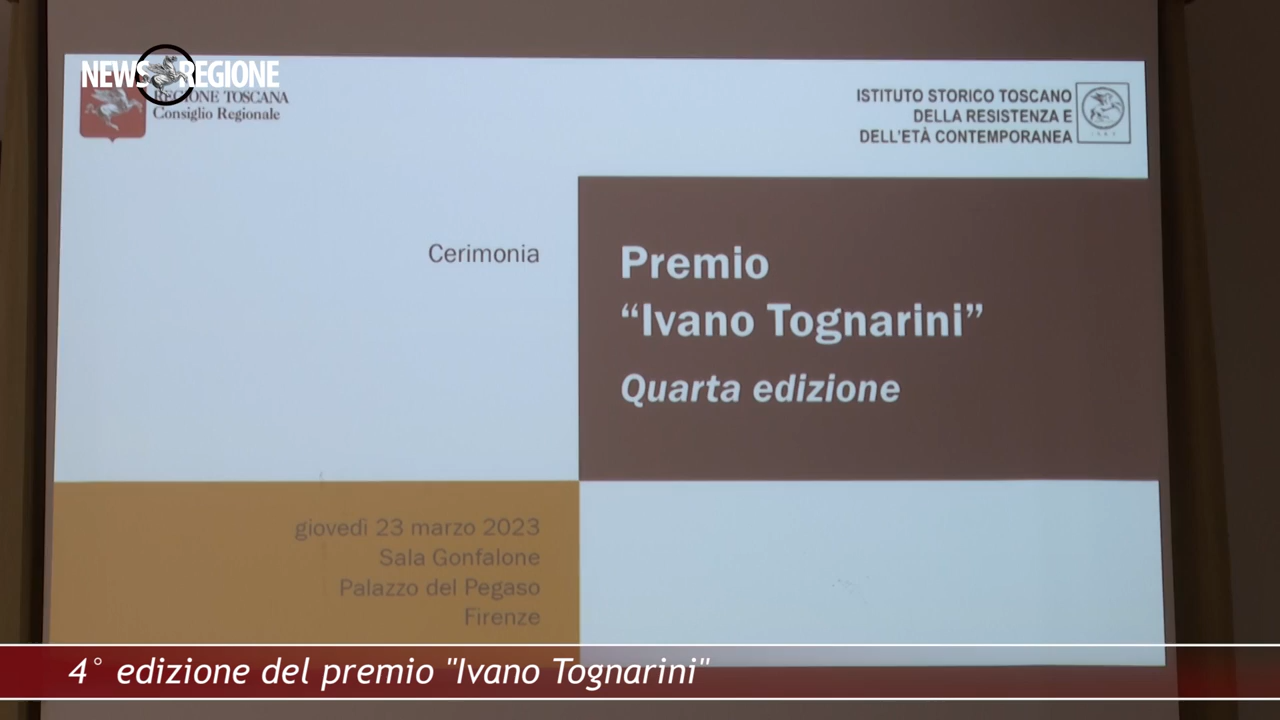 NEWS REGIONE
REGIONE TOSCANA
Consiglio Regionale
ISTITUTO STORICO TOSCANO
DELLA RESISTENZA E
DELL'ETÀ CONTEMPORANEA
Cerimonia
Premio
“Ivano Tognarini”
Quarta edizione
giovedì 23 marzo 2023
Sala Gonfalone
Palazzo del Pegaso
Firenze
4° edizione del premio "Ivano Tognarini"